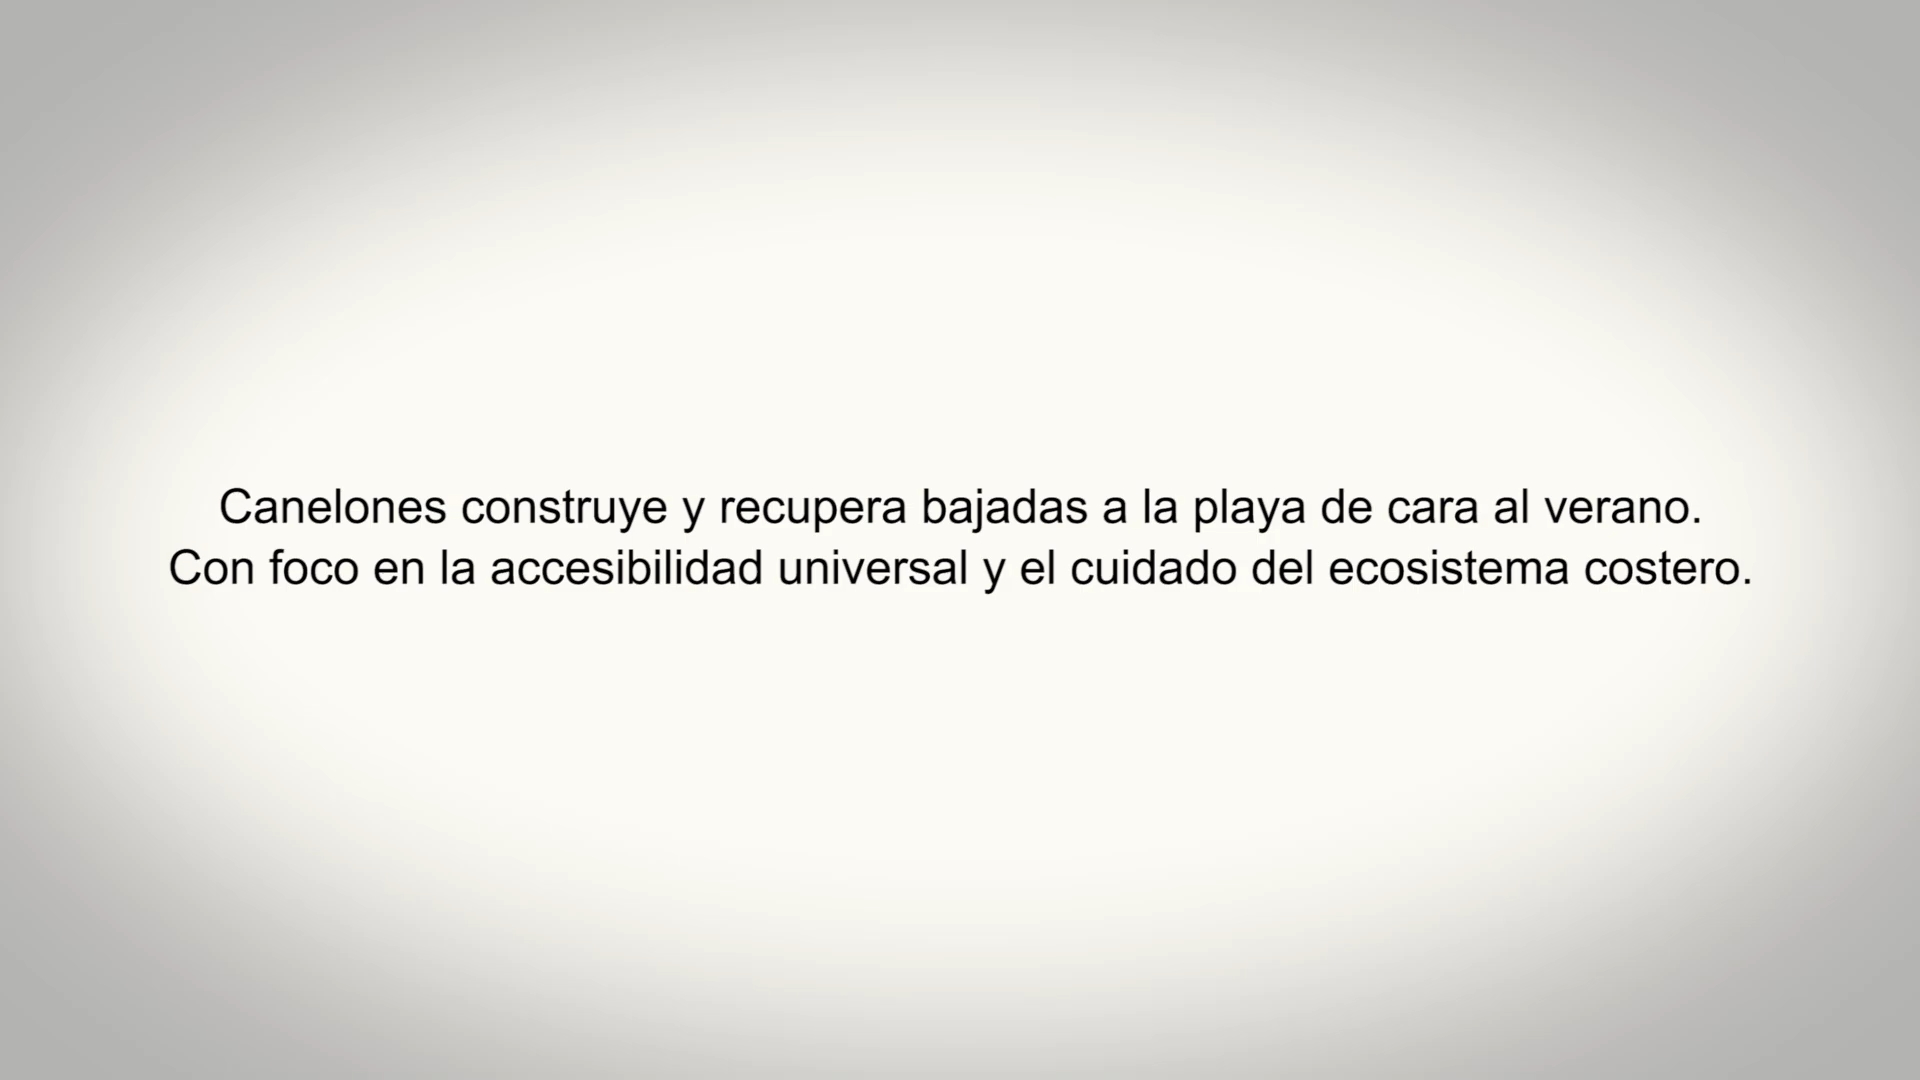 Canelones construye y recupera bajadas a la playa de cara al verano.
Con foco en la accesibilidad universal y el cuidado del ecosistema costero.